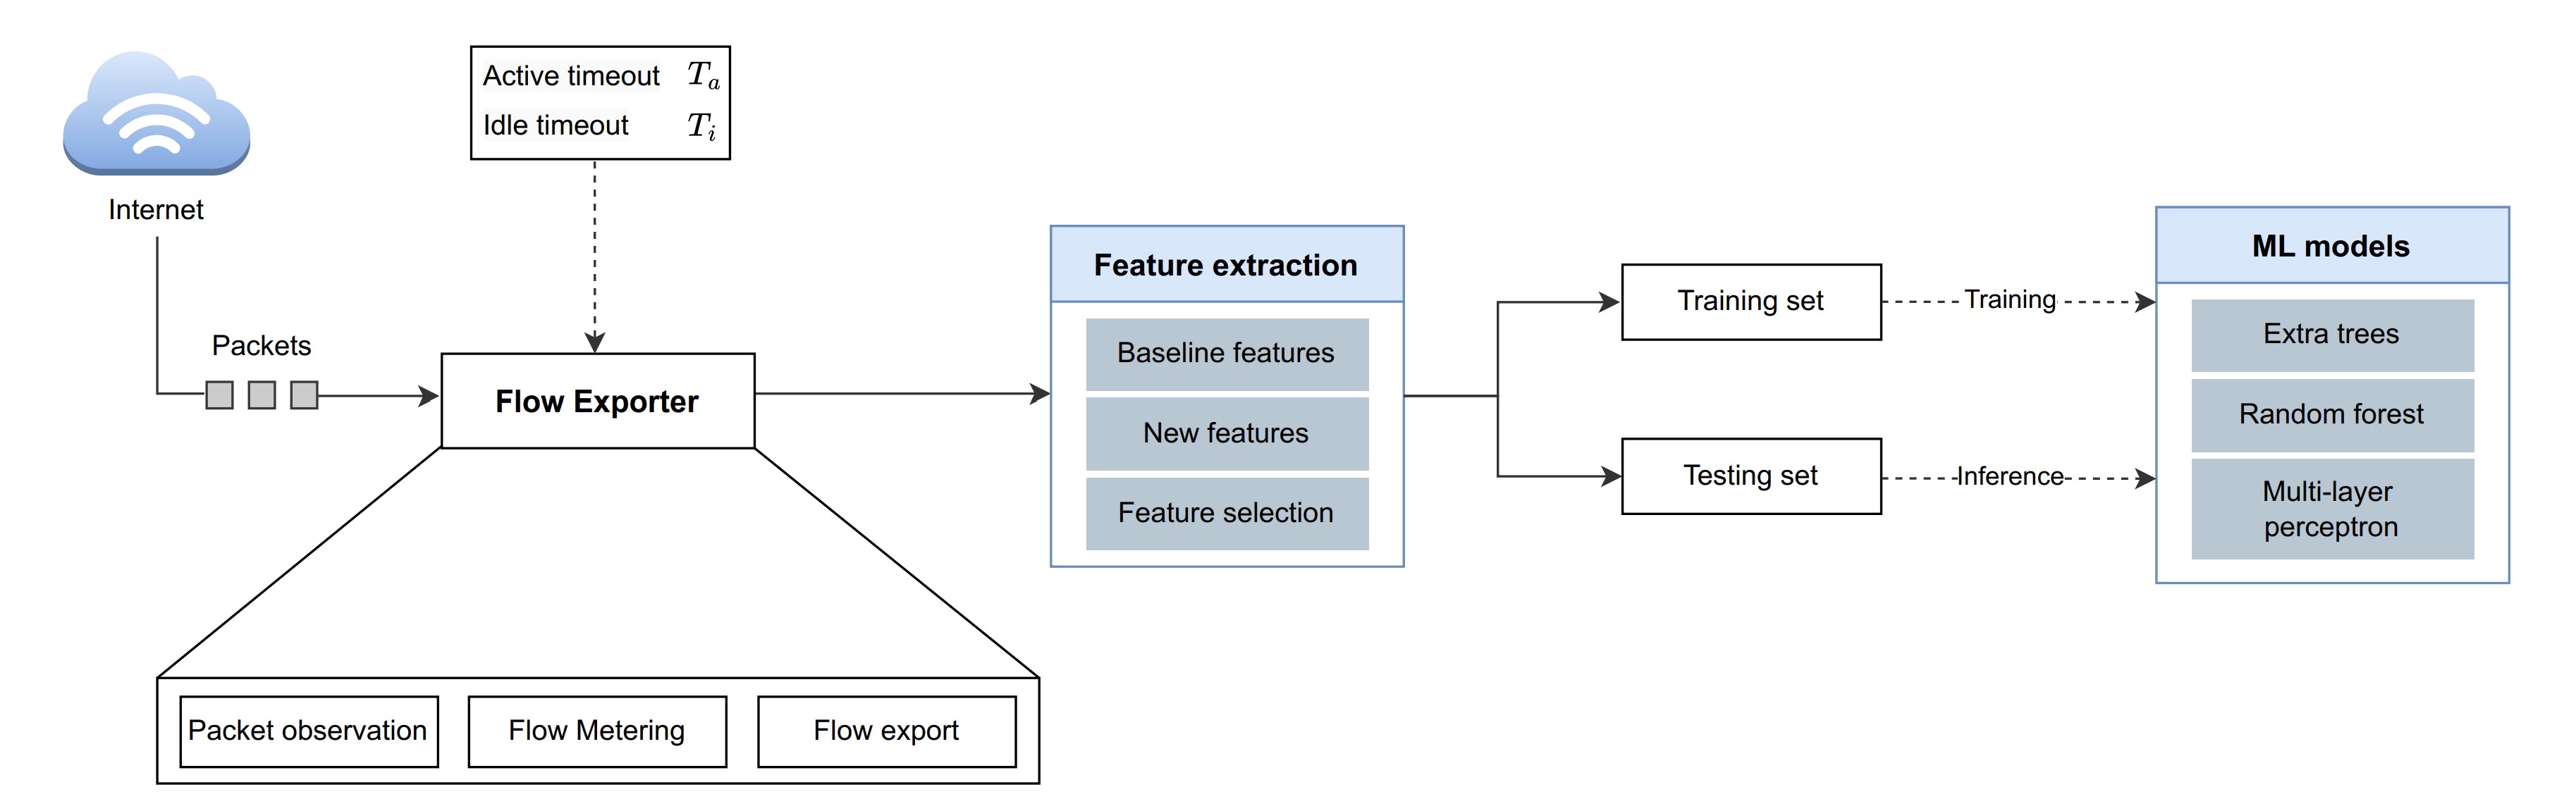 Internet
Active timeout T_a
Idle timeout T_i
Packets
Flow Exporter
Packet observation
Flow Metering
Flow export
Feature extraction
Baseline features
New features
Feature selection
Training set
Testing set
Training
Inference
ML models
Extra trees
Random forest
Multi-layer
perceptron